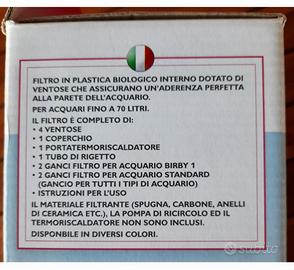 FILTRO IN PLASTICA BIOLOGICO INTERNO DOTATO DI
VENTOSE CHE ASSICURANO UN'ADERENZA PERFETTA
ALLA PARETE DELL'ACQUARIO.
PER ACQUARI FINO A 70 LITRI.
IL FILTRO È COMPLETO DI:
• 4 VENTOSE
• 1 COPERCHIO
• 1 PORTATERMORISCALDATORE
• 1 TUBO DI RIGETTO
• 2 GANCI FILTRO PER ACQUARIO BIRBY 1
• 2 GANCI FILTRO PER ACQUARIO STANDARD
(GANCIO PER TUTTI I TIPI DI ACQUARIO)
• ISTRUZIONI PER L'USO
IL MATERIALE FILTRANTE (SPUGNA, CARBONE, ANELLI
DI CERAMICA ETC.), LA POMPA DI RICIRCOLO ED IL
TERMORISCALDATORE NON SONO INCLUSI.
DISPONIBILE IN DIVERSI COLORI.
subito